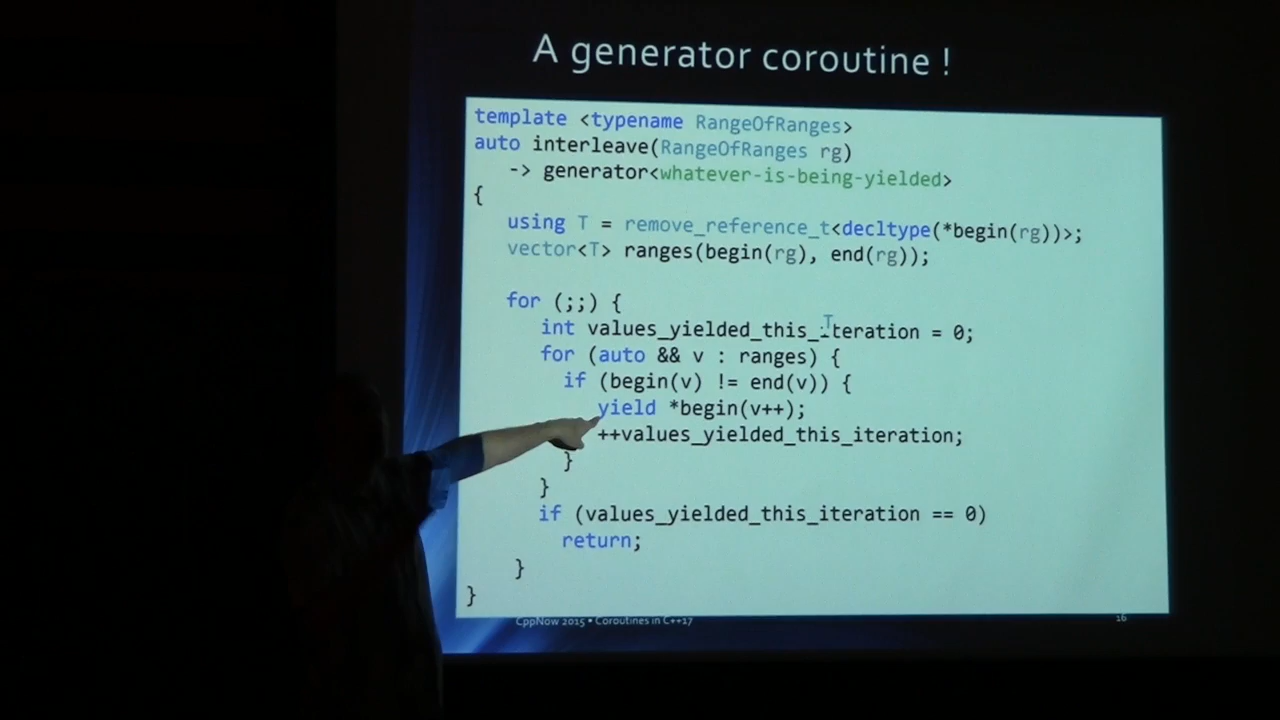 A generator coroutine !
template <typename RangeOfRanges>
auto interleave(RangeOfRanges rg)
-> generator<whatever-is-being-yielded>
{
using T = remove_reference_t<decltype(*begin(rg))>;
vector<T> ranges(begin(rg), end(rg));
for (;;) {
int values_yielded_this_iteration = 0;
for (auto && v : ranges) {
if (begin(v) != end(v)) {
yield *begin(v++);
++values_yielded_this_iteration;
}
}
if (values_yielded_this_iteration == 0)
return;
}
}
CppNow 2015 • Coroutines in C++17
16